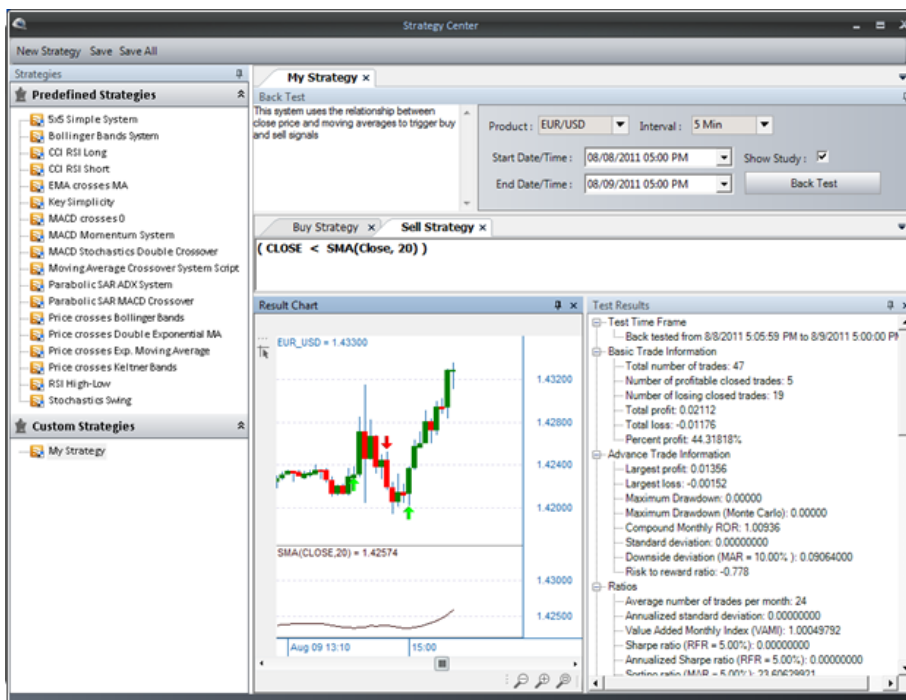 Strategy Center
New Strategy Save Save All
Strategies
Predefined Strategies
5x5 Simple System
Bollinger Bands System
CCI RSI Long
CCI RSI Short
EMA crosses MA
Key Simplicity
MACD crosses 0
MACD Momentum System
MACD Stochastics Double Crossover
Moving Average Crossover System Script
Parabolic SAR ADX System
Parabolic SAR MACD Crossover
Price crosses Bollinger Bands
Price crosses Double Exponential MA
Price crosses Exp. Moving Average
Price crosses Keltner Bands
RSI High-Low
Stochastics Swing
Custom Strategies
My Strategy
My Strategy
Back Test
This system uses the relationship between
close price and moving averages to trigger buy
and sell signals
Product : EUR/USD Interval : 5 Min
Start Date/Time : 08/08/2011 05:00 PM Show Study :
End Date/Time : 08/09/2011 05:00 PM Back Test
Buy Strategy Sell Strategy
( CLOSE < SMA(Close, 20) )
Result Chart
EUR_USD = 1.43300
1.43200
1.42800
1.42400
1.42000
SMA(CLOSE,20) = 1.42574
1.43000
1.42500
Aug 09 13:10 15:00
Test Results
Test Time Frame
Back tested from 8/8/2011 5:05:59 PM to 8/9/2011 5:00:00 PM
Basic Trade Information
Total number of trades: 47
Number of profitable closed trades: 5
Number of losing closed trades: 19
Total profit: 0.02112
Total loss: -0.01176
Percent profit: 44.31818%
Advance Trade Information
Largest profit: 0.01356
Largest loss: -0.00152
Maximum Drawdown: 0.00000
Maximum Drawdown (Monte Carlo): 0.00000
Compound Monthly ROR: 1.00936
Standard deviation: 0.00000000
Downside deviation (MAR = 10.00% ): 0.09064000
Risk to reward ratio: -0.778
Ratios
Average number of trades per month: 24
Annualized standard deviation: 0.00000000
Value Added Monthly Index (VAMI): 1.00049792
Sharpe ratio (RFR = 5.00%): 0.00000000
Annualized Sharpe ratio (RFR = 5.00%): 0.00000000
Sortino ratio (MAR = 5.00%): 23.60629921